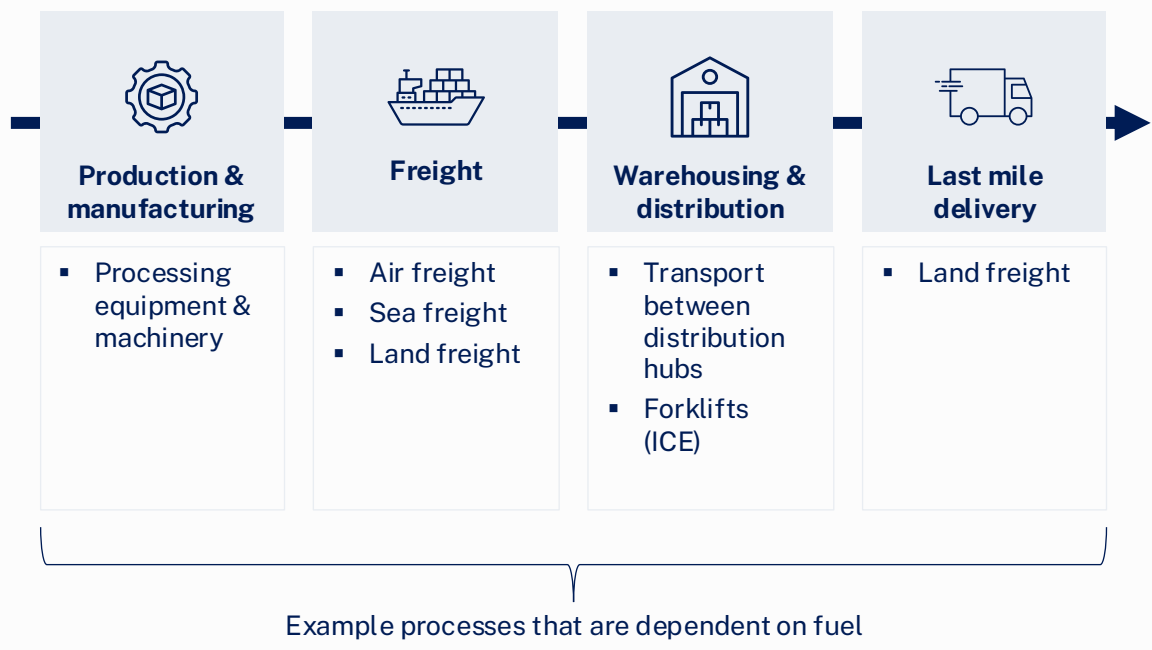 Production &
manufacturing
Freight
Warehousing &
distribution
Last mile
delivery
▪ Processing
equipment &
machinery
▪ Air freight
▪ Sea freight
▪ Land freight
▪ Transport
between
distribution
hubs
▪ Forklifts
(ICE)
▪ Land freight
Example processes that are dependent on fuel